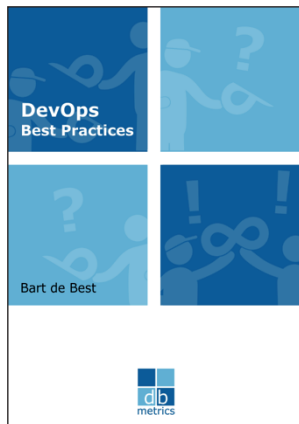 DevOps
Best Practices
?
?
! !
Bart de Best
db
metrics